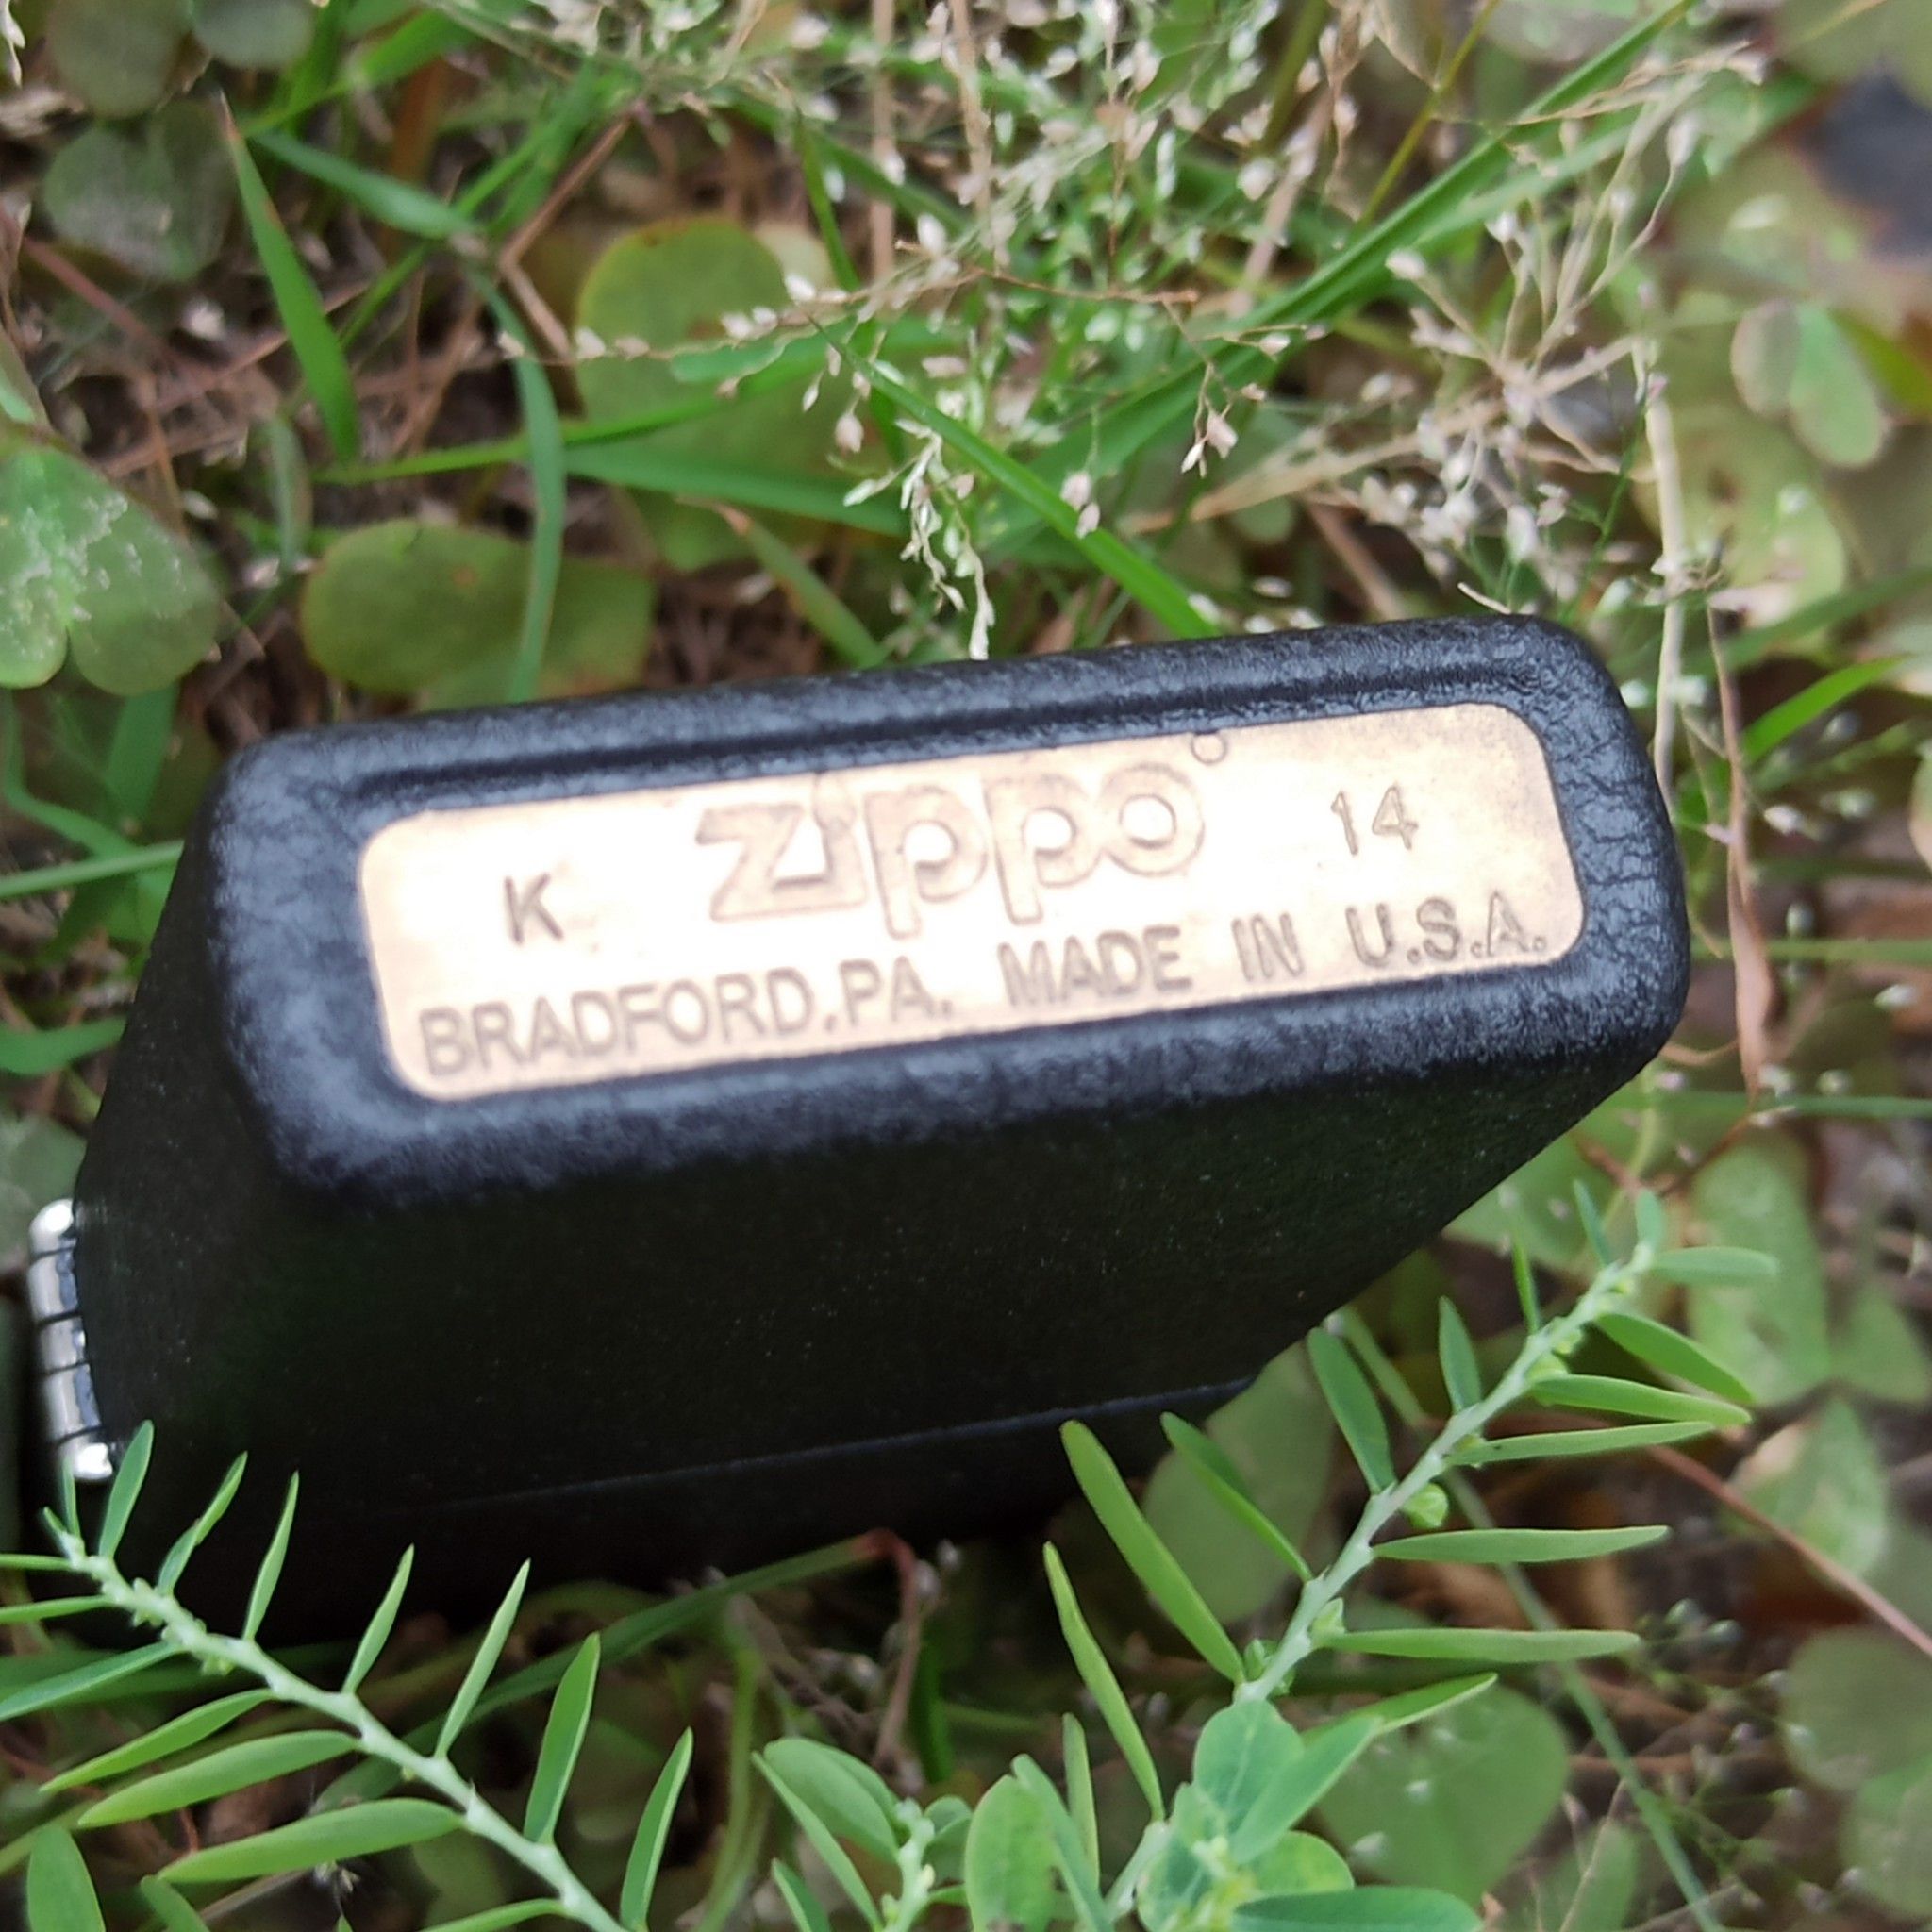 K Zippo 14
BRADFORD, PA. MADE IN U.S.A.